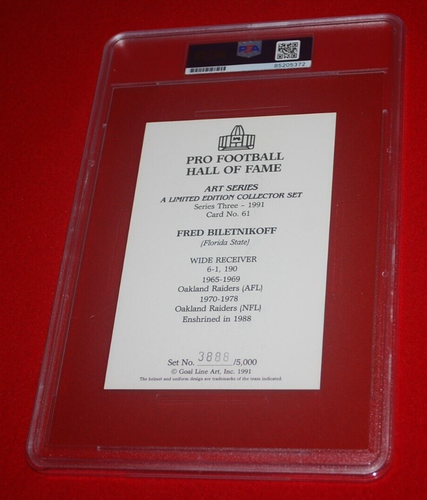 PSA
85205372
PRO FOOTBALL
HALL OF FAME
ART SERIES
A LIMITED EDITION COLLECTOR SET
Series Three - 1991
Card No. 61
FRED BILETNIKOFF
(Florida State)
WIDE RECEIVER
6-1, 190
1965-1969
Oakland Raiders (AFL)
1970-1978
Oakland Raiders (NFL)
Enshrined in 1988
Set No. 3888/5,000
© Goal Line Art, Inc. 1991
The helmet and uniform design are trademarks of the team indicated.